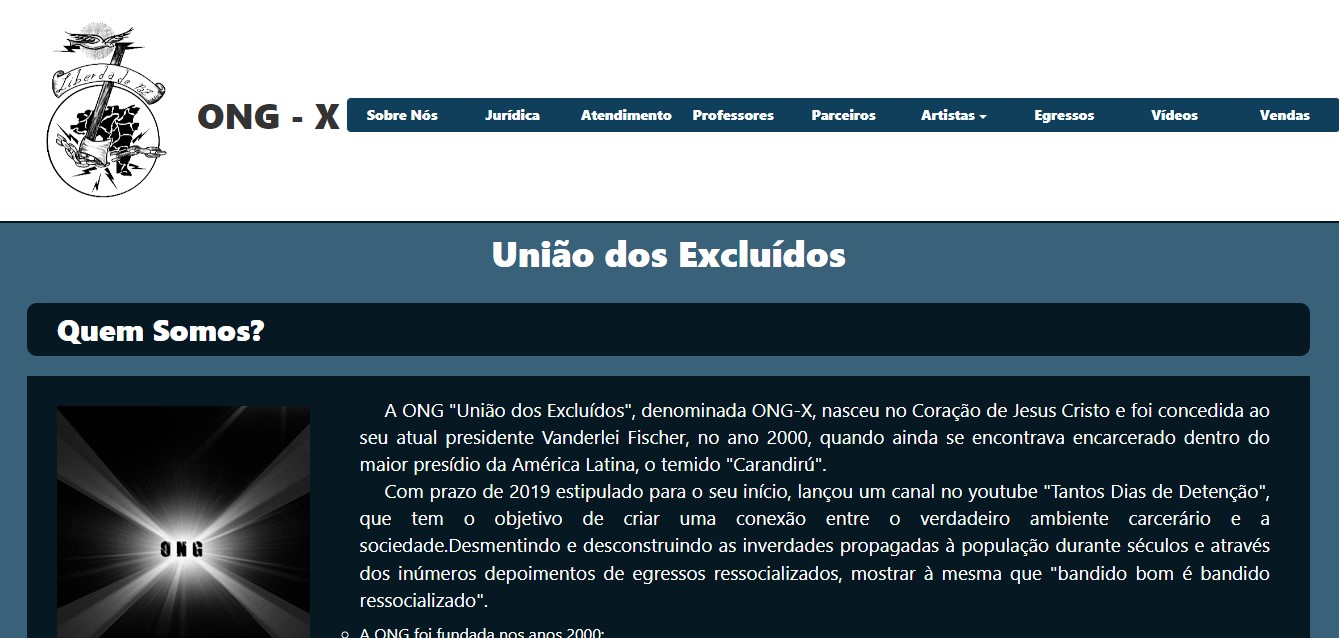 Liberdade
ONG - X
Sobre Nós Jurídica Atendimento Professores Parceiros Artistas Egressos Vídeos Vendas
União dos Excluídos
Quem Somos?
ONG
A ONG "União dos Excluídos", denominada ONG-X, nasceu no Coração de Jesus Cristo e foi concedida ao
seu atual presidente Vanderlei Fischer, no ano 2000, quando ainda se encontrava encarcerado dentro do
maior presídio da América Latina, o temido "Carandirú".
Com prazo de 2019 estipulado para o seu início, lançou um canal no youtube "Tantos Dias de Detenção",
que tem o objetivo de criar uma conexão entre o verdadeiro ambiente carcerário e a
sociedade.Desmentindo e desconstruindo as inverdades propagadas à população durante séculos e através
dos inúmeros depoimentos de egressos ressocializados, mostrar à mesma que "bandido bom é bandido
ressocializado".
A ONG foi fundada nos anos 2000;